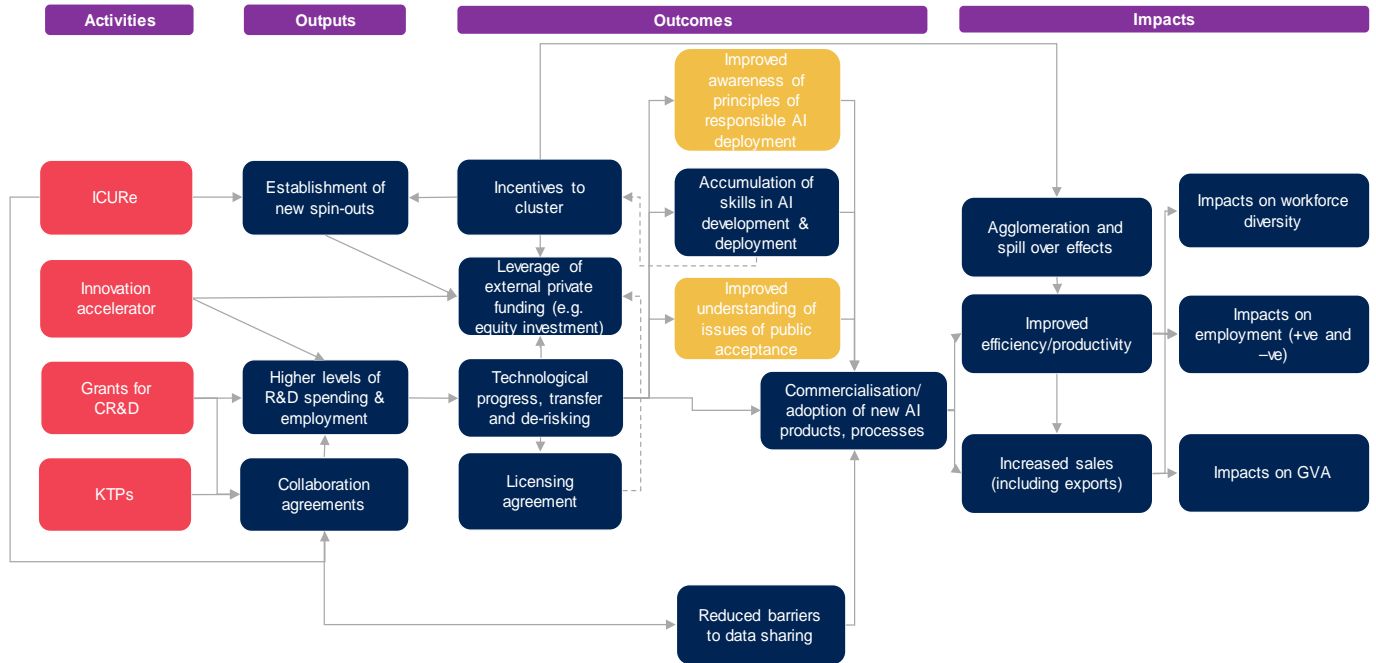 Activities
Outputs
Outcomes
Impacts
Improved
awareness of
principles of
responsible AI
deployment
ICURe
Establishment of
new spin-outs
Incentives to
cluster
Accumulation of
skills in AI
development &
deployment
Agglomeration and
spill over effects
Impacts on workforce
diversity
Innovation
accelerator
Leverage of
external private
funding (e.g.
equity investment)
Improved
understanding of
issues of public
acceptance
Improved
efficiency/productivity
Impacts on
employment (+ve and
–ve)
Grants for
CR&D
Higher levels of
R&D spending &
employment
Technological
progress, transfer
and de-risking
Commercialisation/
adoption of new AI
products, processes
KTPs
Collaboration
agreements
Licensing
agreement
Increased sales
(including exports)
Impacts on GVA
Reduced barriers
to data sharing